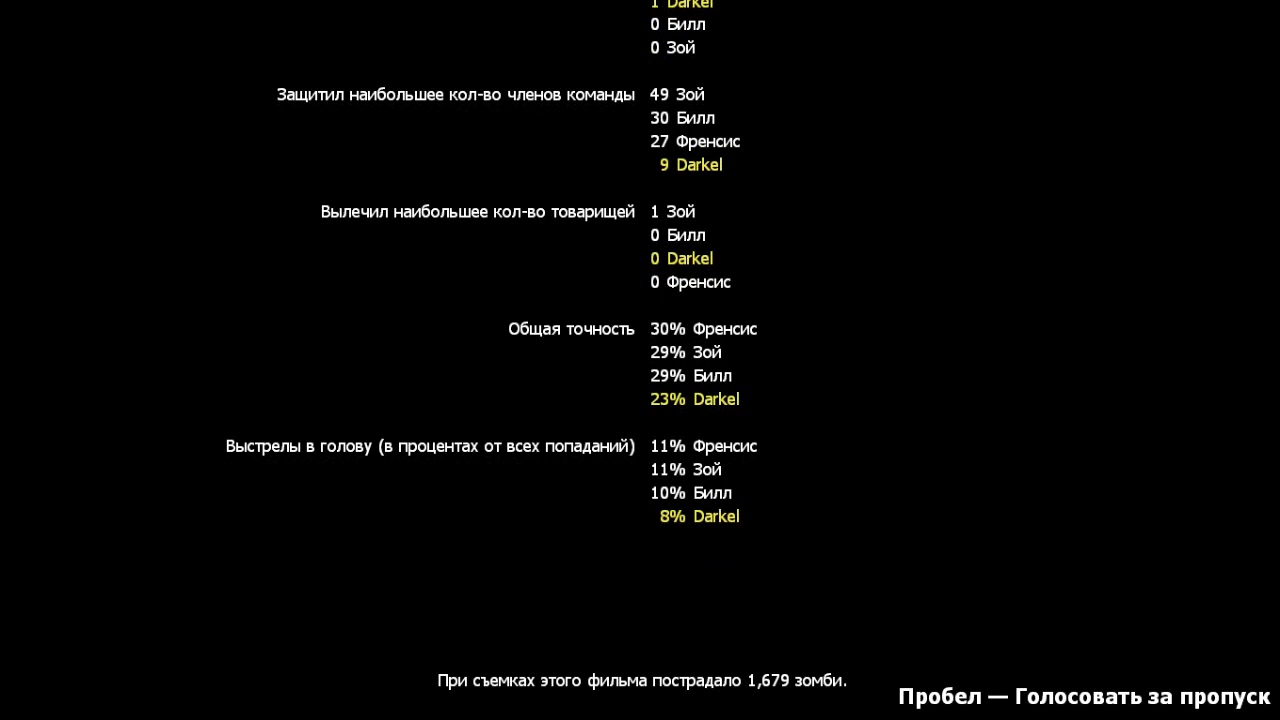 1 Darkel
0 Билл
0 Зой
Защитил наибольшее кол-во членов команды 49 Зой
30 Билл
27 Френсис
9 Darkel
Вылечил наибольшее кол-во товарищей 1 Зой
0 Билл
0 Darkel
0 Френсис
Общая точность 30% Френсис
29% Зой
29% Билл
23% Darkel
Выстрелы в голову (в процентах от всех попаданий) 11% Френсис
11% Зой
10% Билл
8% Darkel
При съемках этого фильма пострадало 1,679 зомби.
Пробел — Голосовать за пропуск